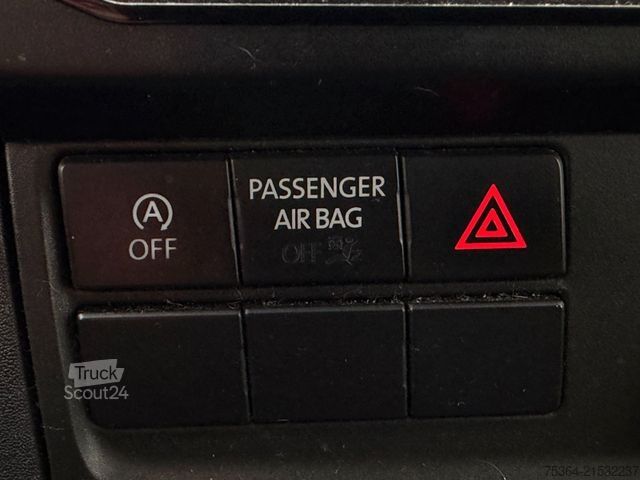 A
OFF
PASSENGER
AIR BAG
OFF
Truck
Scout24
75364-21532237